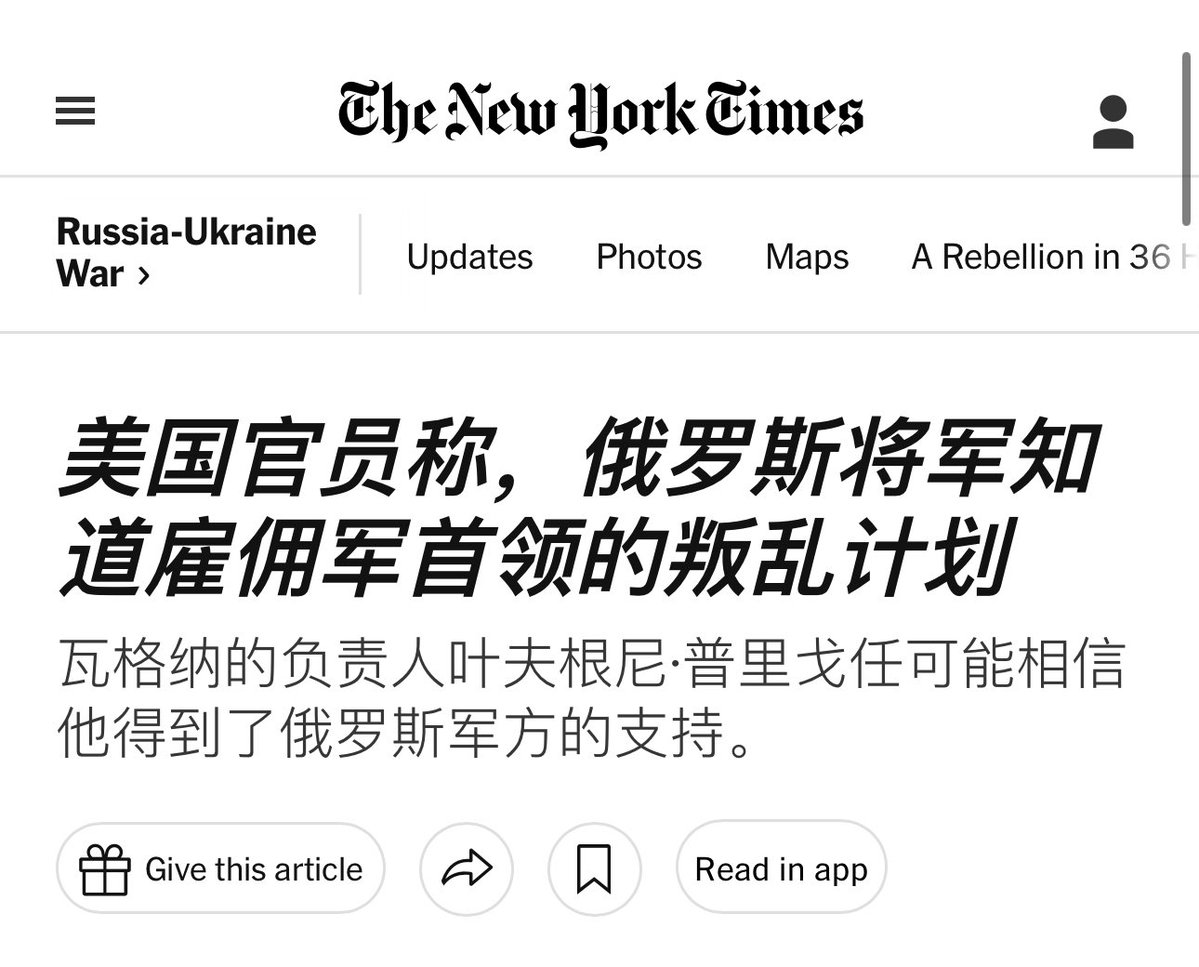 The New York Times
Russia-Ukraine
War ›
Updates
Photos
Maps
A Rebellion in 36
美国官员称，俄罗斯将军知
道雇佣军首领的叛乱计划
瓦格纳的负责人叶夫根尼·普里戈任可能相信
他得到了俄罗斯军方的支持。
Give this article
Read in app